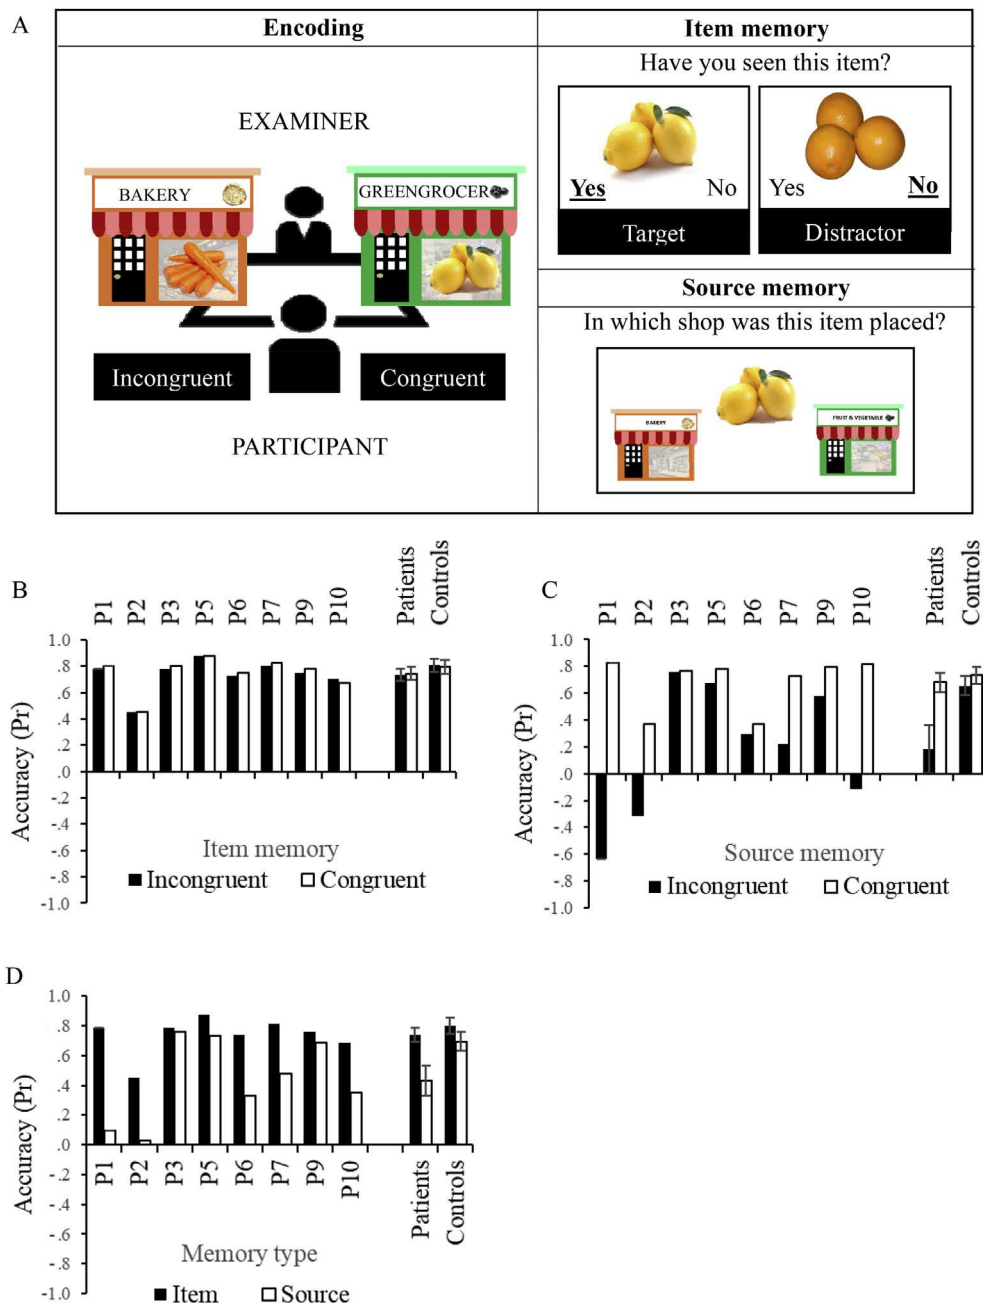 A
Encoding
EXAMINER
BAKERY
GREENGROCER
Incongruent
Congruent
PARTICIPANT
Item memory
Have you seen this item?
Yes No
Target
Yes No
Distractor
Source memory
In which shop was this item placed?
BAKERY
FRUIT & VEGETABLE
B
P1 P2 P3 P5 P6 P7 P9 P10 Patients Controls
Accuracy (Pr)
1.0
.8
.6
.4
.2
.0
-.2
-.4
-.6
-.8
-1.0
Item memory
Incongruent Congruent
C
P1 P2 P3 P5 P6 P7 P9 P10 Patients Controls
Accuracy (Pr)
1.0
.8
.6
.4
.2
.0
-.2
-.4
-.6
-.8
-1.0
Source memory
Incongruent Congruent
D
Accuracy (Pr)
1.0
.8
.6
.4
.2
.0
-.2
-.4
-.6
-.8
-1.0
P1 P2 P3 P5 P6 P7 P9 P10 Patients Controls
Memory type
Item Source